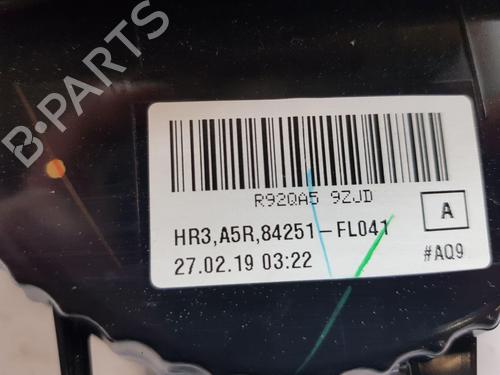 B-PARTS
R92QA5 9ZJD
HR3,A5R,84251-FL041
A
27.02.19 03:22
#AQ9